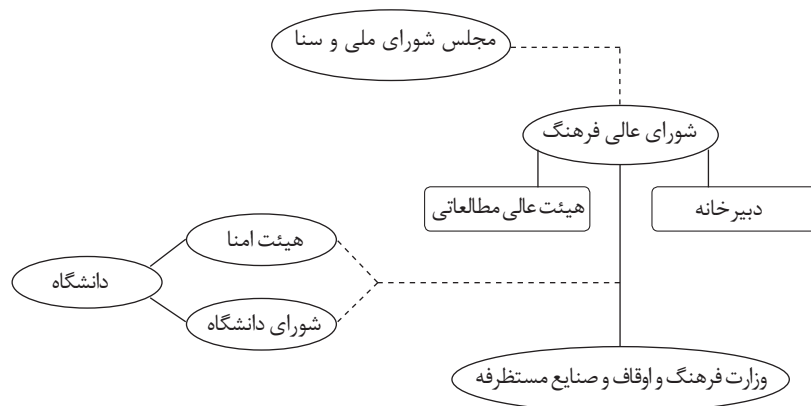 مجلس شورای ملی و سنا
شورای عالی فرهنگ
دبیرخانه
هیئت عالی مطالعاتی
هیئت امنا
دانشگاه
شورای دانشگاه
وزارت فرهنگ و اوقاف و صنایع مستظرفه